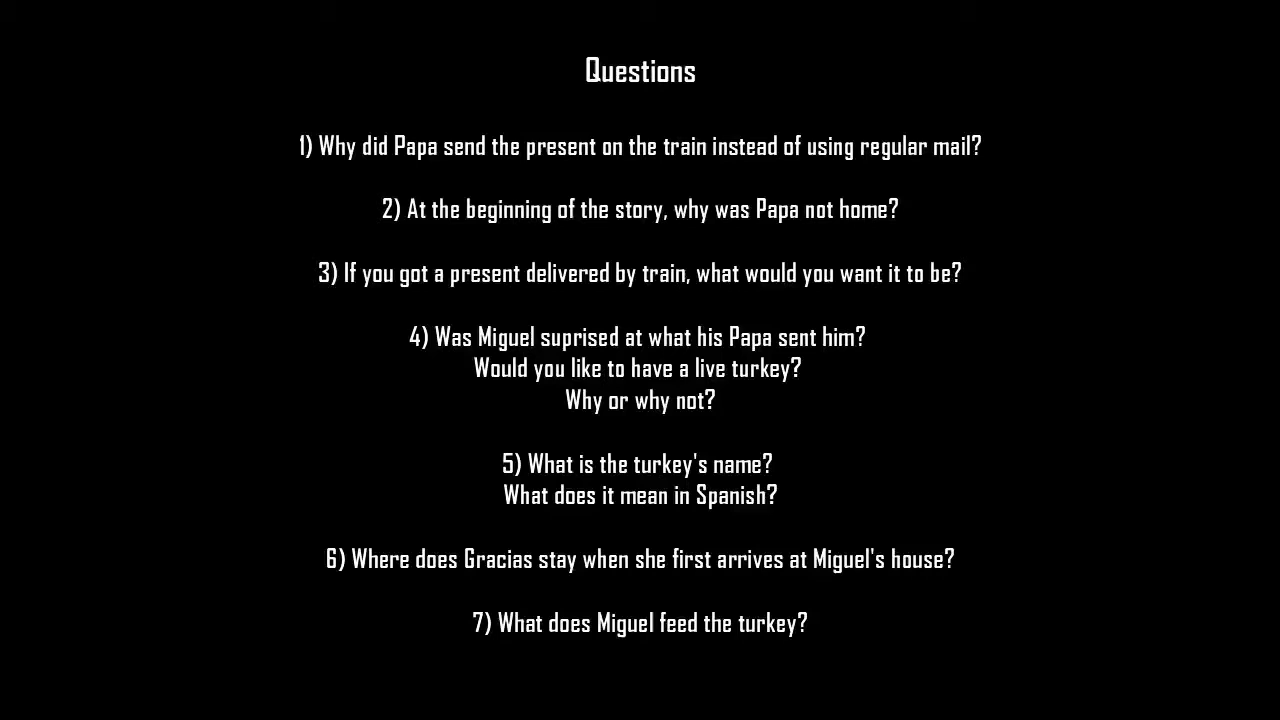 Questions
1) Why did Papa send the present on the train instead of using regular mail?
2) At the beginning of the story, why was Papa not home?
3) If you got a present delivered by train, what would you want it to be?
4) Was Miguel suprised at what his Papa sent him?
Would you like to have a live turkey?
Why or why not?
5) What is the turkey's name?
What does it mean in Spanish?
6) Where does Gracias stay when she first arrives at Miguel's house?
7) What does Miguel feed the turkey?